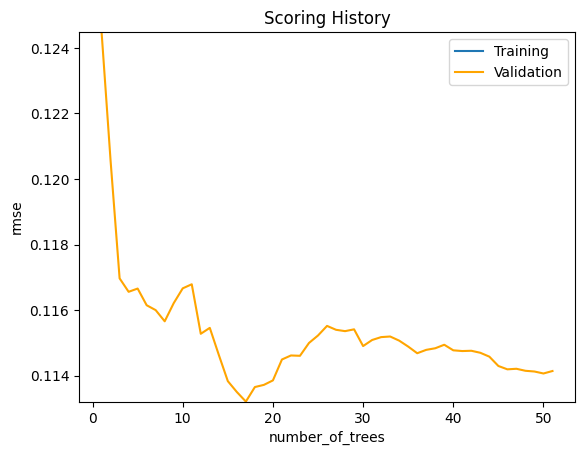 Scoring History
Training
Validation
0.124
0.122
0.120
0.118
0.116
0.114
rmse
0
10
20
30
40
50
number_of_trees